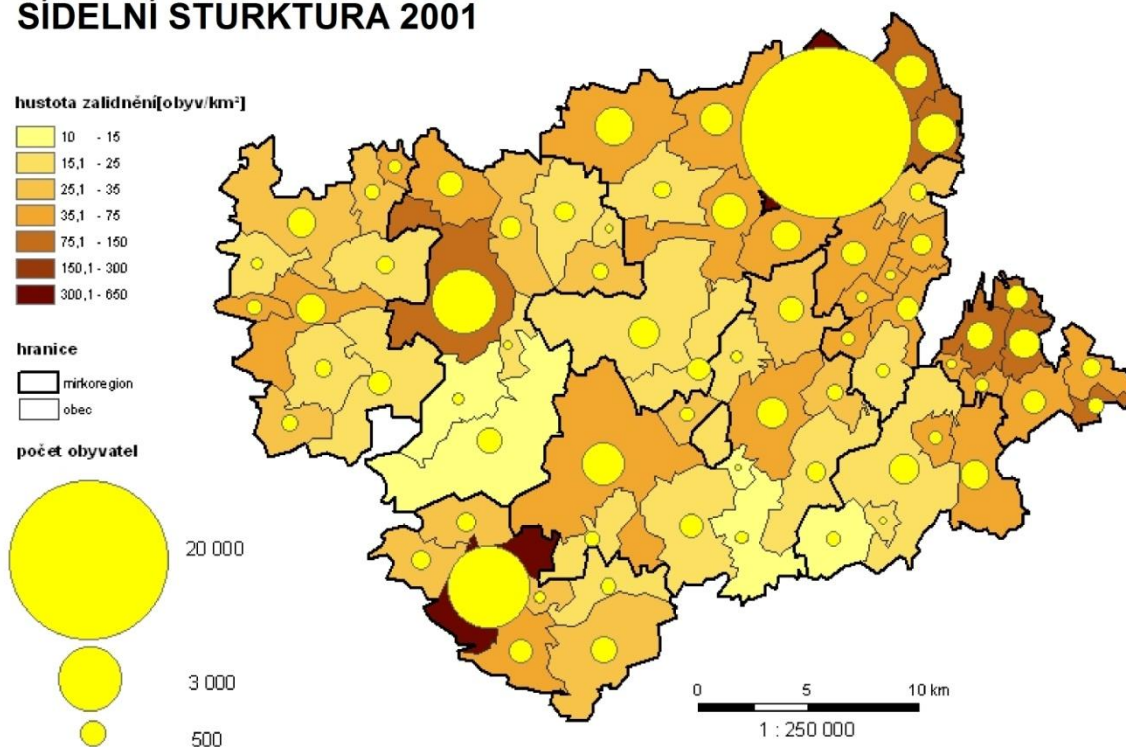 SÍDELNÍ STURKTURA 2001
hustota zalidnění[obyv/km²]
10 - 15
15,1 - 25
25,1 - 35
35,1 - 75
75,1 - 150
150,1 - 300
300,1 - 650
hranice
mirkoregion
obec
počet obyvatel
20 000
3 000
500
0 5 10 km
1 : 250 000